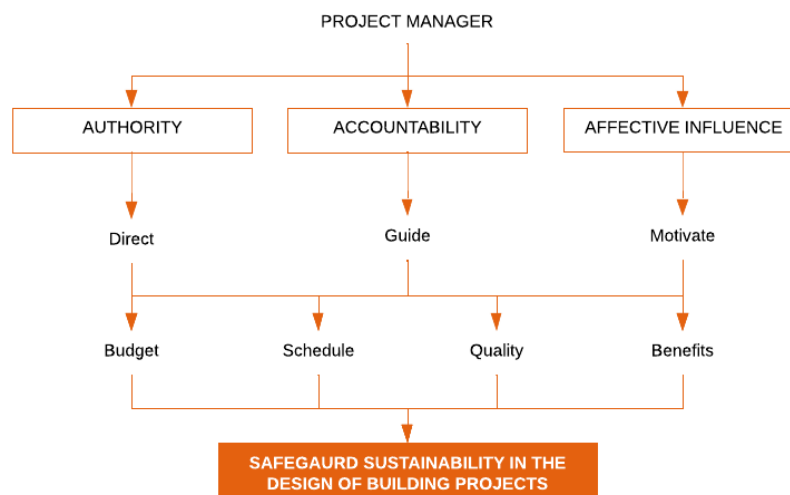 PROJECT MANAGER
AUTHORITY
ACCOUNTABILITY
AFFECTIVE INFLUENCE
Direct
Guide
Motivate
Budget
Schedule
Quality
Benefits
SAFEGAURD SUSTAINABILITY IN THE
DESIGN OF BUILDING PROJECTS